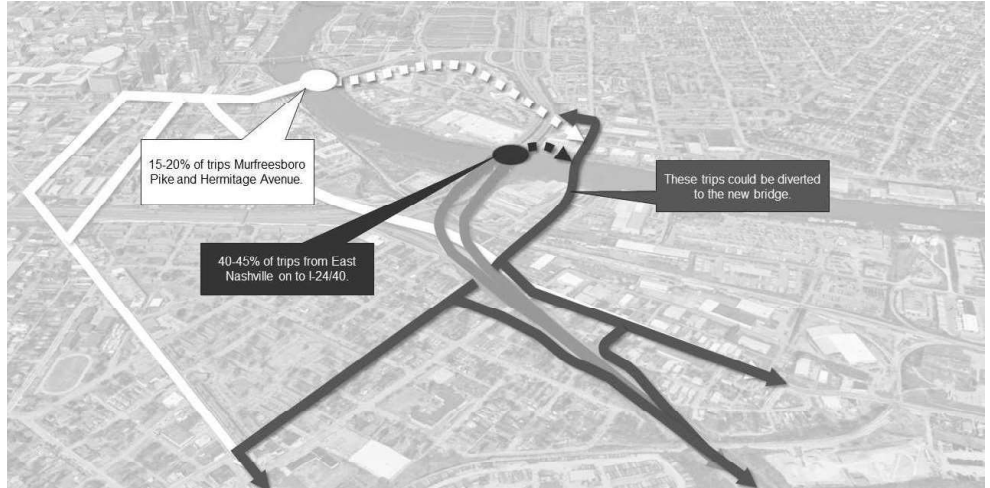 15-20% of trips Murfreesboro
Pike and Hermitage Avenue.
These trips could be diverted
to the new bridge.
40-45% of trips from East
Nashville on to I-24/40.